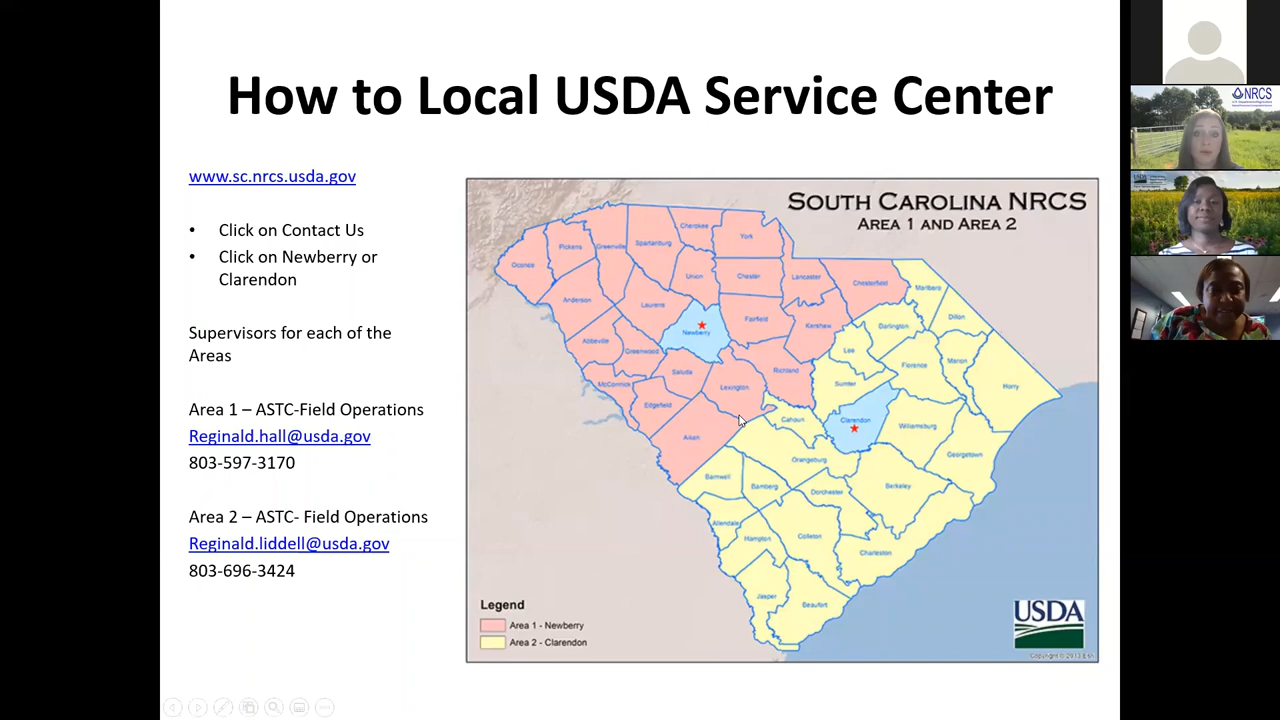 How to Local USDA Service Center
www.sc.nrcs.usda.gov
• Click on Contact Us
• Click on Newberry or
Clarendon
Supervisors for each of the
Areas
Area 1 – ASTC-Field Operations
Reginald.hall@usda.gov
803-597-3170
Area 2 – ASTC- Field Operations
Reginald.liddell@usda.gov
803-696-3424
South Carolina NRCS
Area 1 and Area 2
Cherokee
York
Spartanburg
Greenville
Pickens
Oconee
Union
Chester
Lancaster
Chesterfield
Marlboro
Anderson
Laurens
Newberry
Fairfield
Kershaw
Darlington
Dillon
Abbeville
Greenwood
Lee
Florence
Marion
Saluda
Richland
McCormick
Lexington
Sumter
Horry
Edgefield
Calhoun
Clarendon
Williamsburg
Aiken
Orangeburg
Georgetown
Barnwell
Bamberg
Dorchester
Berkeley
Allendale
Hampton
Colleton
Charleston
Jasper
Beaufort
Legend
Area 1 - Newberry
Area 2 - Clarendon
USDA
Copyright © 2013 Esri
NRCS
USDA